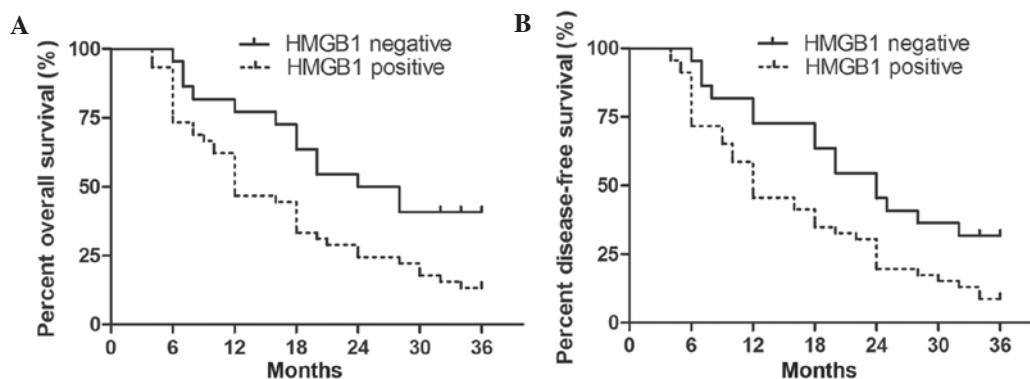 A
HMGB1 negative
HMGB1 positive
Percent overall survival (%)
100
75
50
25
0
0 6 12 18 24 30 36
Months
B
HMGB1 negative
HMGB1 positive
Percent disease-free survival (%)
100
75
50
25
0
0 6 12 18 24 30 36
Months